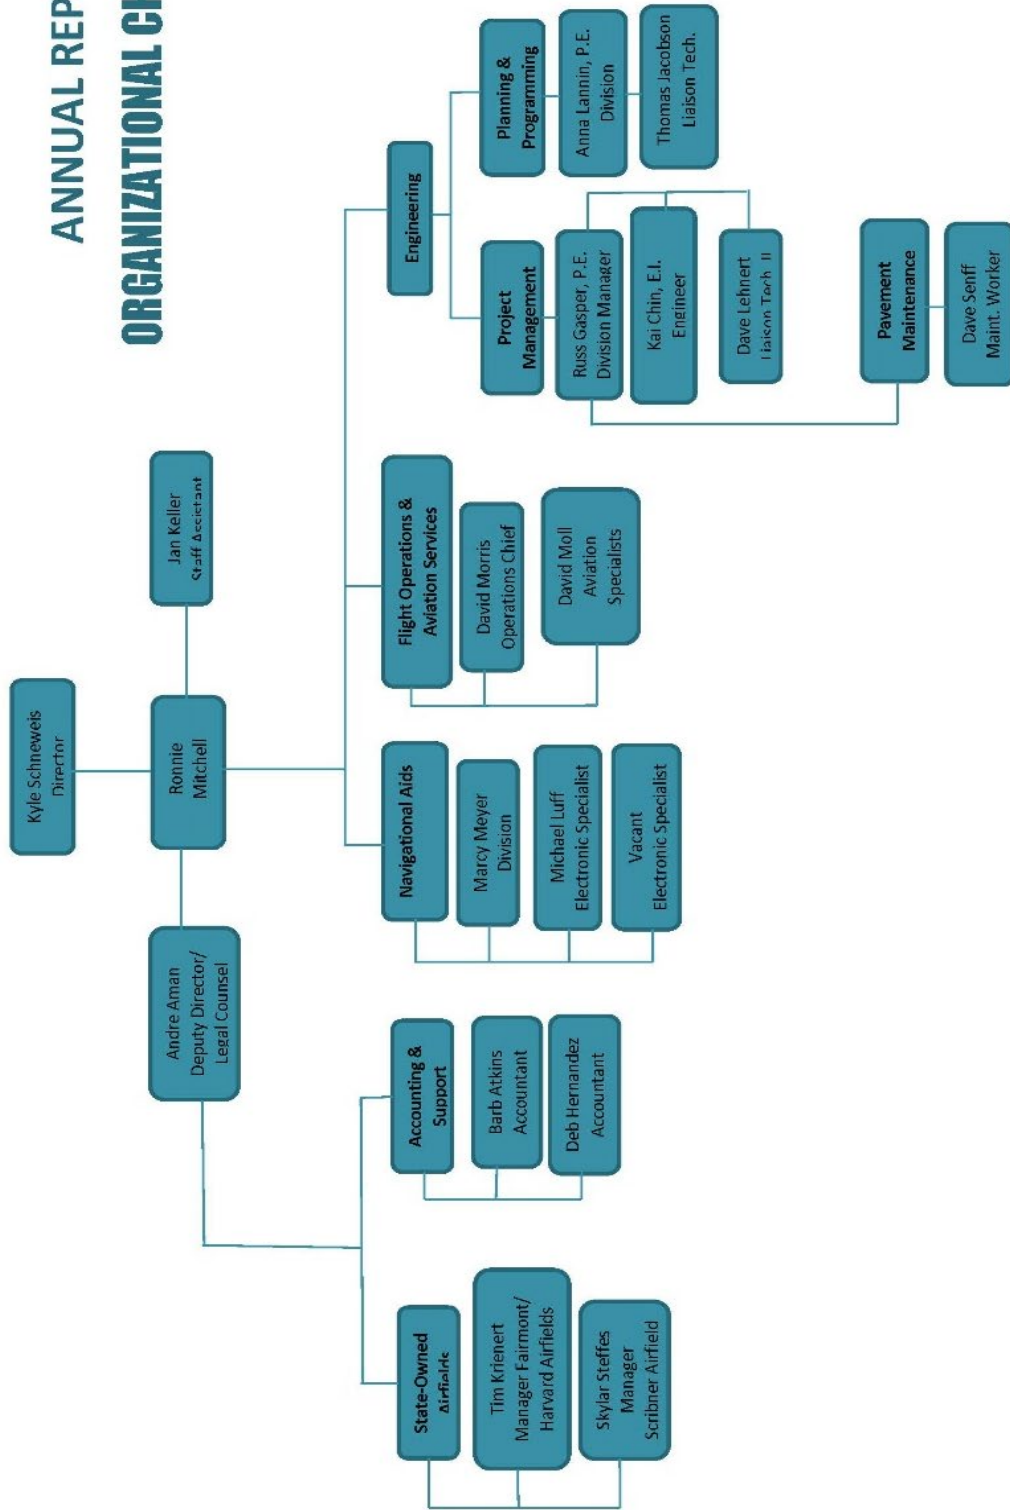 ANNUAL REP
ORGANIZATIONAL CH
Kyle Schneweis
Director
Andre Aman
Deputy Director/
Legal Counsel
Ronnie
Mitchell
Jan Keller
Staff Assistant
State-Owned
Airfields
Tim Krienert
Manager Fairmont/
Harvard Airfields
Skylar Steffes
Manager
Scribner Airfield
Accounting &
Support
Barb Atkins
Accountant
Deb Hernandez
Accountant
Navigational Aids
Marcy Meyer
Division
Michael Luff
Electronic Specialist
Vacant
Electronic Specialist
Flight Operations &
Aviation Services
David Morris
Operations Chief
David Moll
Aviation
Specialists
Engineering
Project
Management
Russ Gasper, P.E.
Division Manager
Kai Chin, E.I.
Engineer
Dave Lehnert
Liaison Tech II
Pavement
Maintenance
Dave Senff
Maint. Worker
Planning &
Programming
Anna Lannin, P.E.
Division
Thomas Jacobson
Liaison Tech.